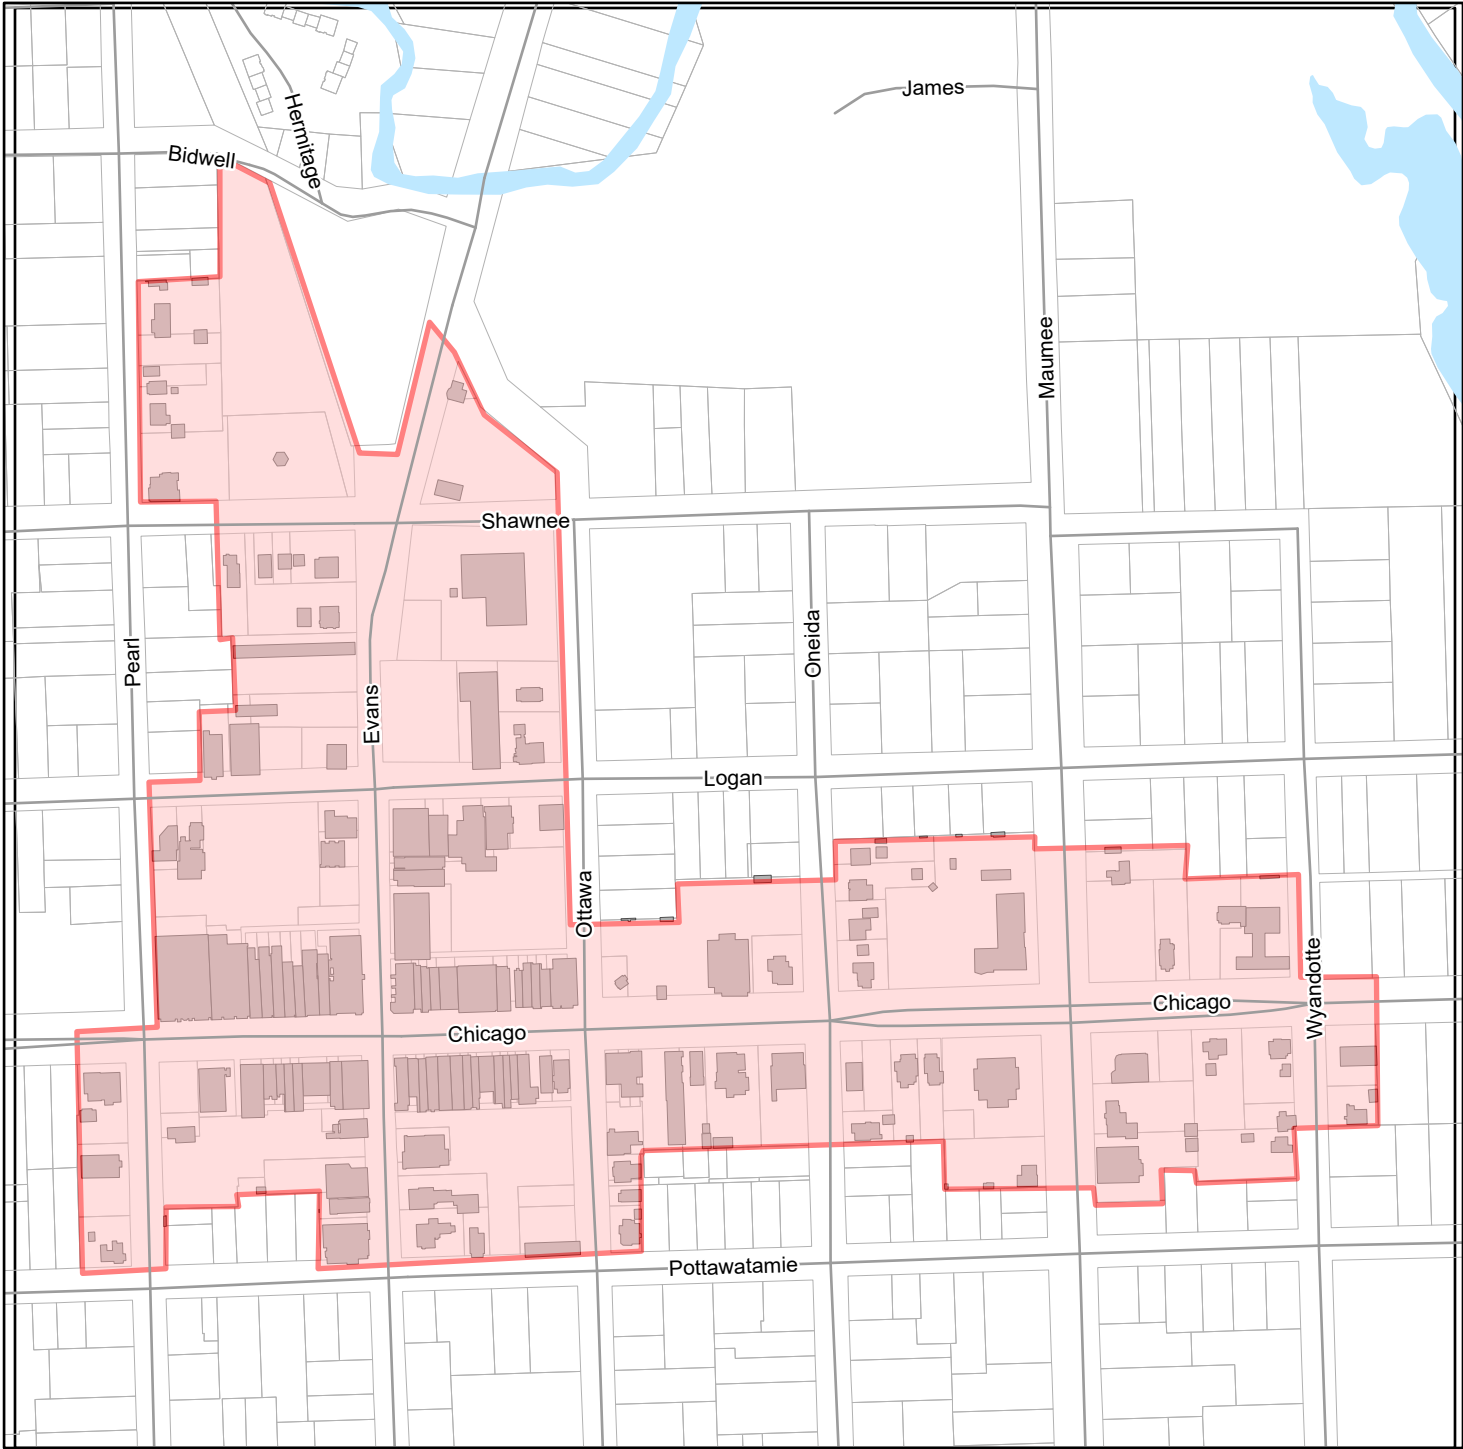 James
Hermitage
Bidwell
Maumee
Shawnee
Oneida
Pearl
Evans
Logan
Ottawa
Wyandotte
Chicago
Chicago
Pottawatamie